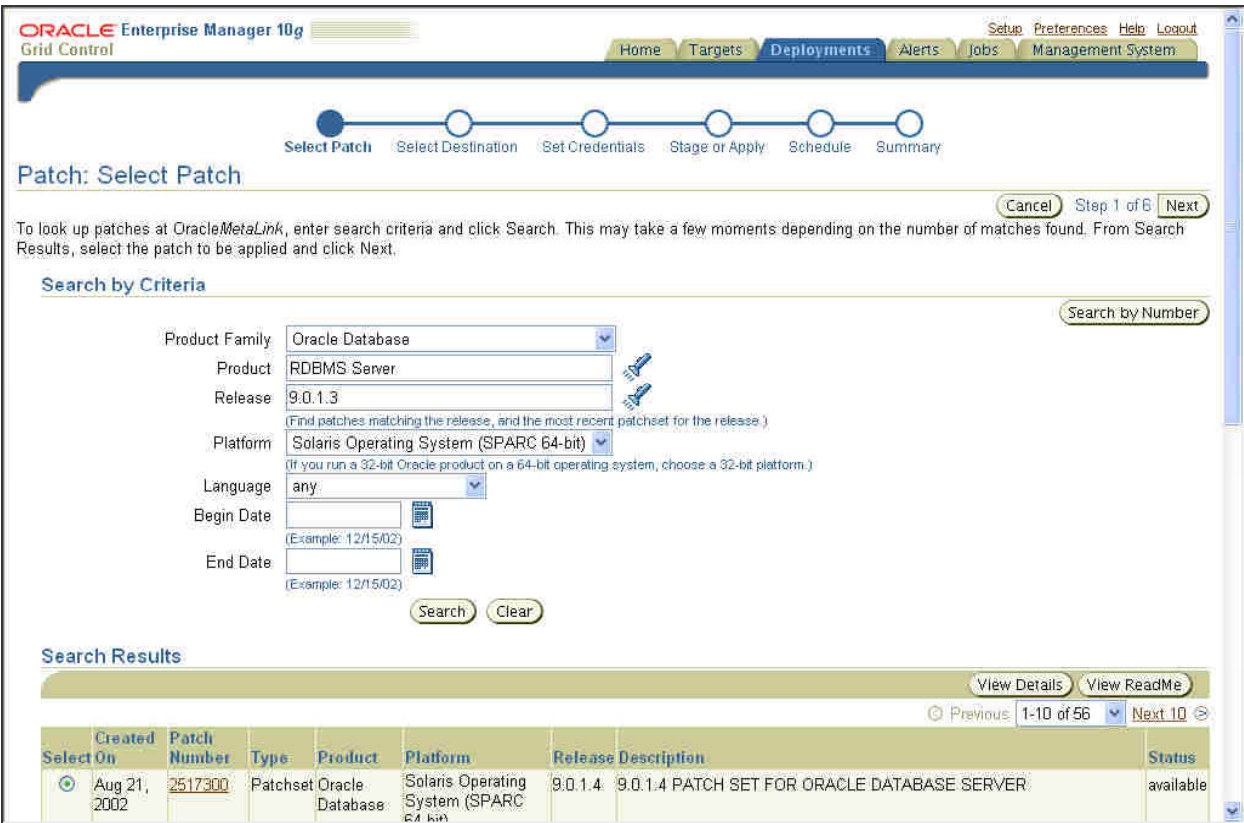 ORACLE Enterprise Manager 10g
Grid Control
Setup Preferences Help Logout
Home Targets Deployments Alerts Jobs Management System
Select Patch Select Destination Set Credentials Stage or Apply Schedule Summary
Patch: Select Patch
Cancel Step 1 of 6 Next
To look up patches at OracleMetaLink, enter search criteria and click Search. This may take a few moments depending on the number of matches found. From Search
Results, select the patch to be applied and click Next.
Search by Criteria
Search by Number
Product Family Oracle Database
Product RDBMS Server
Release 9.0.1.3
(Find patches matching the release, and the most recent patchset for the release.)
Platform Solaris Operating System (SPARC 64-bit)
(If you run a 32-bit Oracle product on a 64-bit operating system, choose a 32-bit platform.)
Language any
Begin Date
(Example: 12/15/02)
End Date
(Example: 12/15/02)
Search Clear
Search Results
View Details View ReadMe
Previous 1-10 of 56 Next 10
Select Created On Patch Number Type Product Platform Release Description Status
Aug 21, 2002 2517300 Patchset Oracle Database Solaris Operating System (SPARC 64-bit) 9.0.1.4 9.0.1.4 PATCH SET FOR ORACLE DATABASE SERVER available